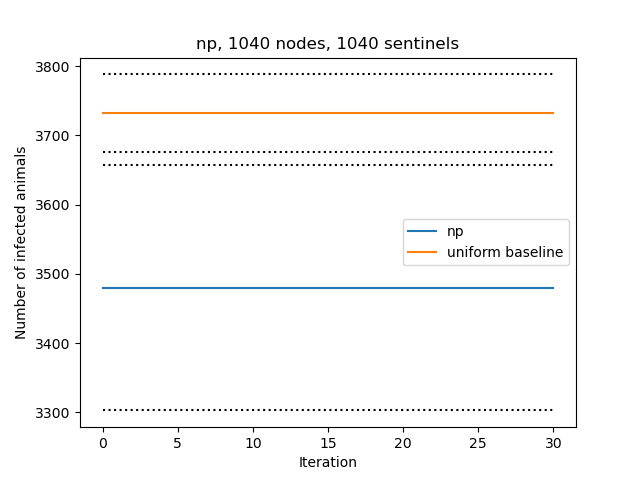 np, 1040 nodes, 1040 sentinels
3800
3700
3600
3500
3400
3300
Number of infected animals
np
uniform baseline
0 5 10 15 20 25 30
Iteration